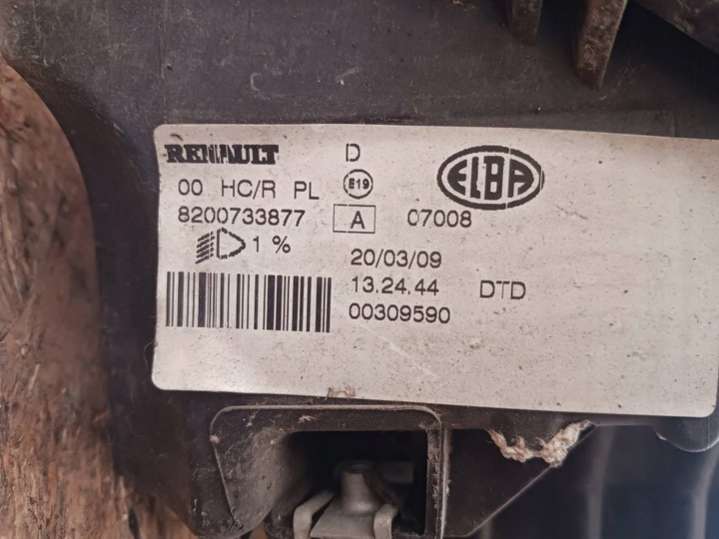 RENAULT D ELBA
00 HC/R PL E19
8200733877 A 07008
1 % 20/03/09
13.24.44 DTD
00309590